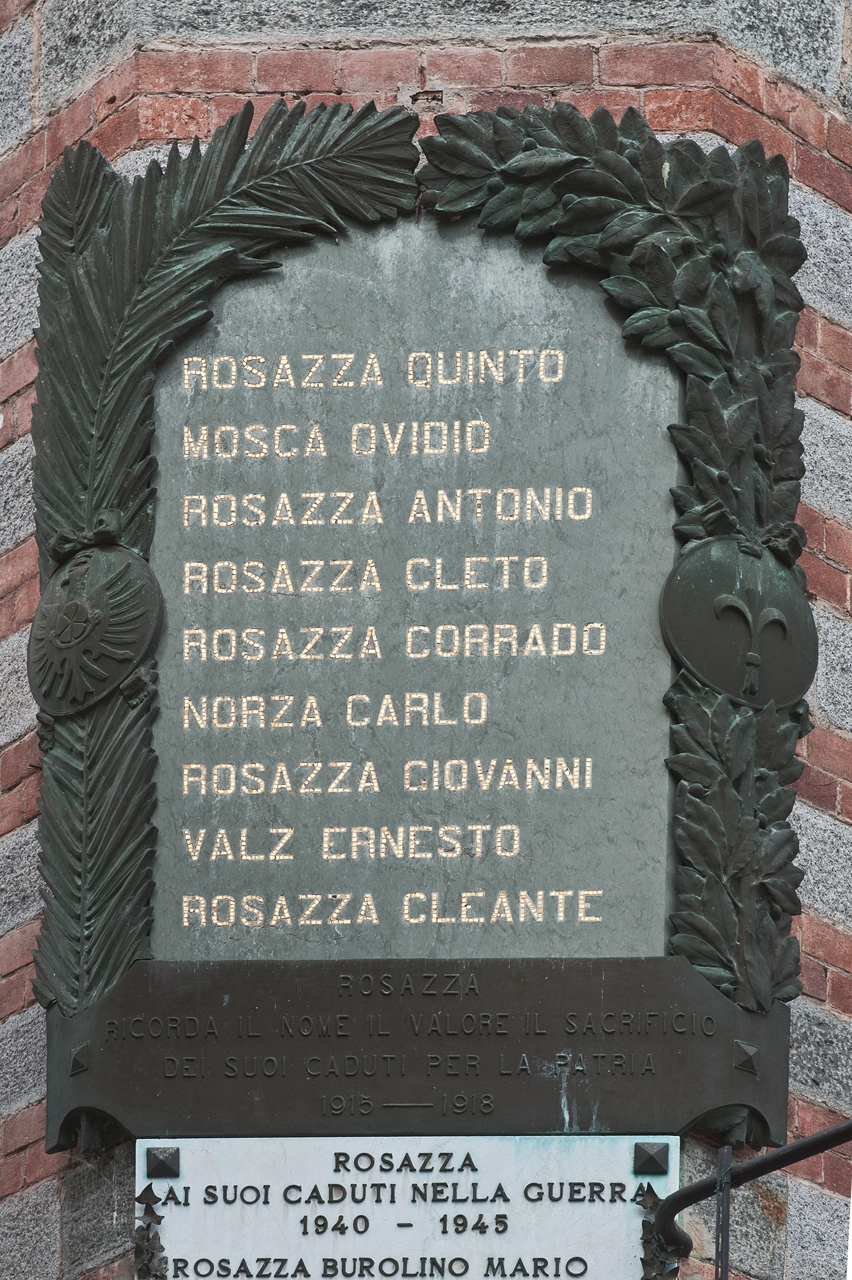 ROSAZZA QUINTO
MOSCA OVIDIO
ROSAZZA ANTONIO
ROSAZZA CLETO
ROSAZZA CORRADO
NORZA CARLO
ROSAZZA GIOVANNI
VALZ ERNESTO
ROSAZZA CLEANTE
ROSAZZA
RICORDA IL NOME IL VALORE IL SACRIFICIO
DEI SUOI CADUTI PER LA PATRIA
1915 — 1918
ROSAZZA
AI SUOI CADUTI NELLA GUERRA
1940 - 1945
ROSAZZA BUROLINO MARIO